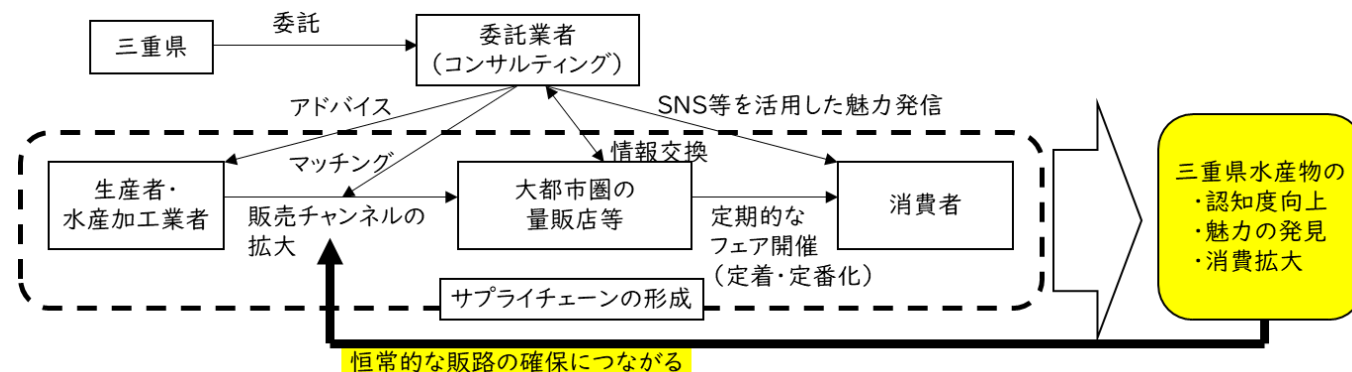 三重県
委託
委託業者
(コンサルティング)
アドバイス
マッチング
情報交換
SNS等を活用した魅力発信
生産者・
水産加工業者
販売チャンネルの
拡大
大都市圏の
量販店等
定期的な
フェア開催
(定着・定番化)
消費者
サプライチェーンの形成
三重県水産物の
・認知度向上
・魅力の発見
・消費拡大
恒常的な販路の確保につながる